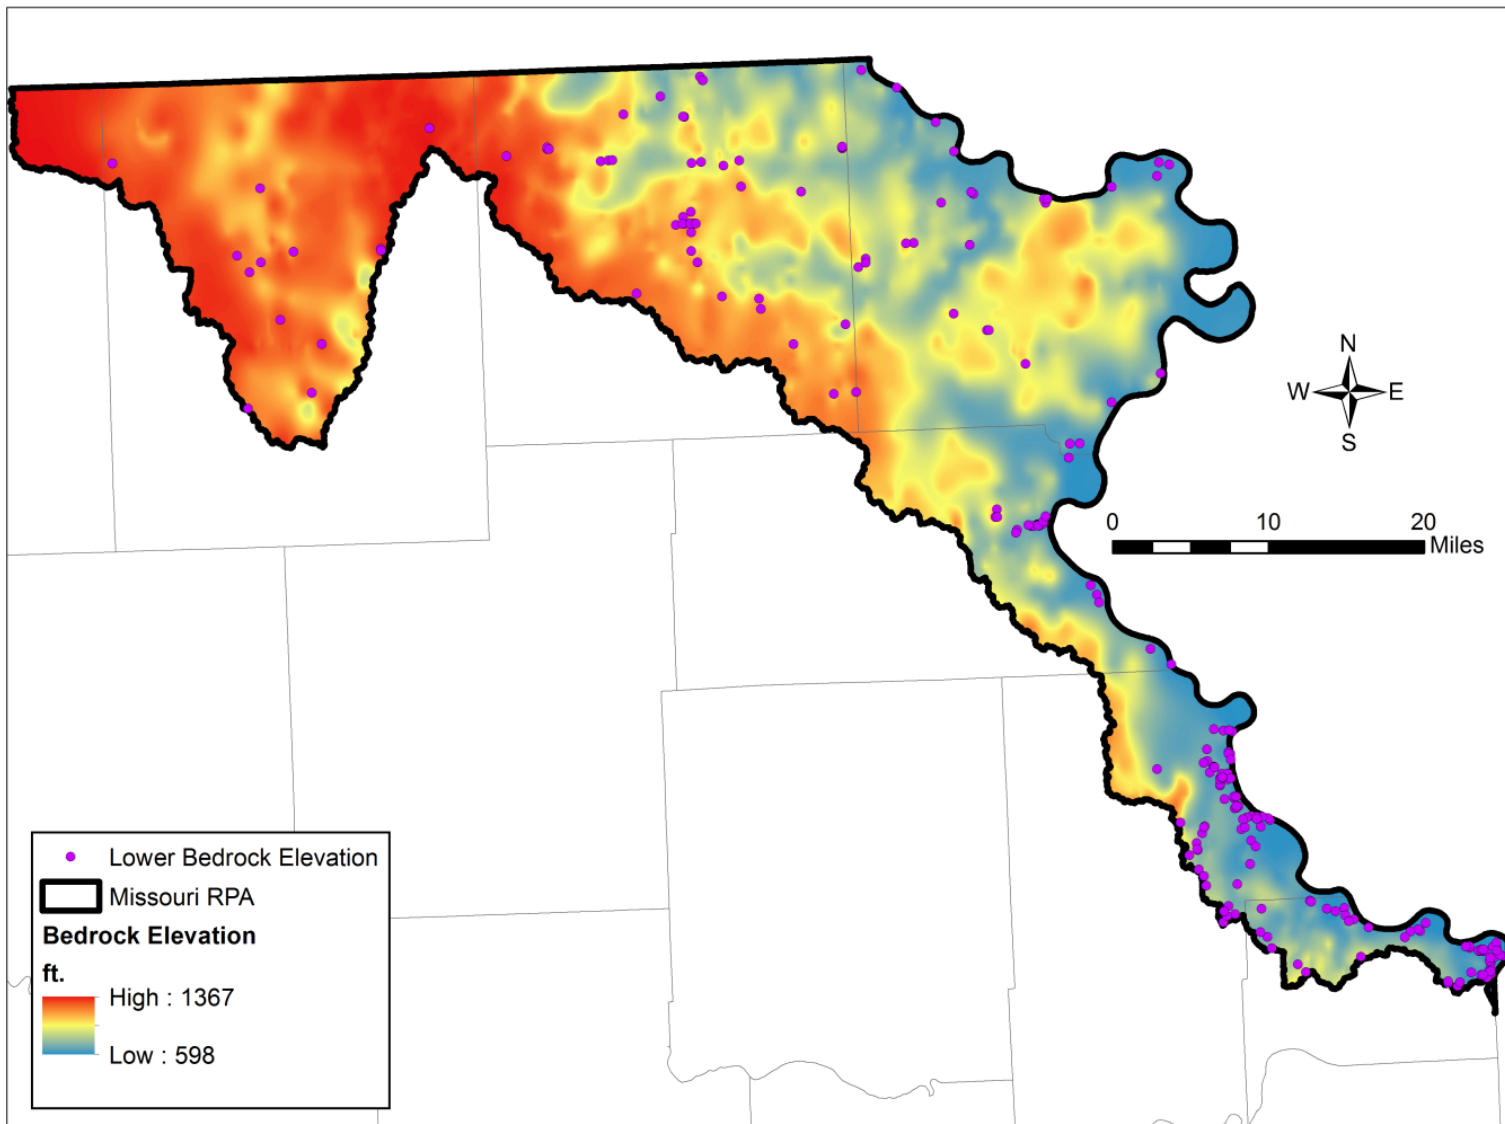 N
W E
S
0 10 20
Miles
Lower Bedrock Elevation
Missouri RPA
Bedrock Elevation
ft.
High : 1367
Low : 598